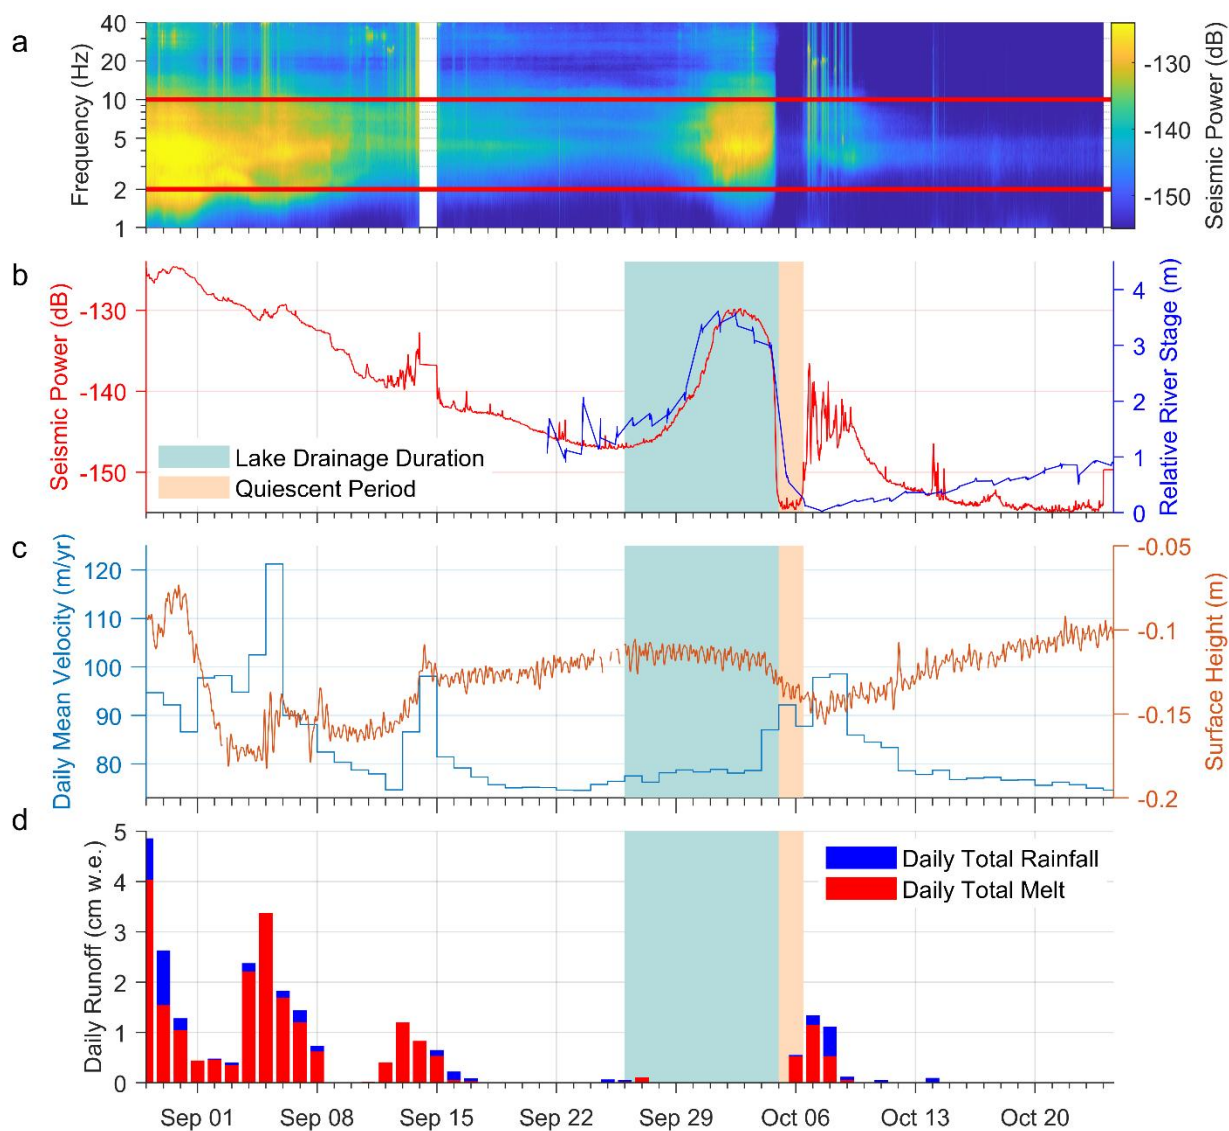 a
Frequency (Hz)
40
20
10
5
2
1
-130
-140
-150
Seismic Power (dB)
b
Seismic Power (dB)
-130
-140
-150
Lake Drainage Duration
Quiescent Period
4
3
2
1
0
Relative River Stage (m)
c
Daily Mean Velocity (m/yr)
120
110
100
90
80
-0.05
-0.1
-0.15
-0.2
Surface Height (m)
d
Daily Runoff (cm w.e.)
5
4
3
2
1
0
Daily Total Rainfall
Daily Total Melt
Sep 01 Sep 08 Sep 15 Sep 22 Sep 29 Oct 06 Oct 13 Oct 20